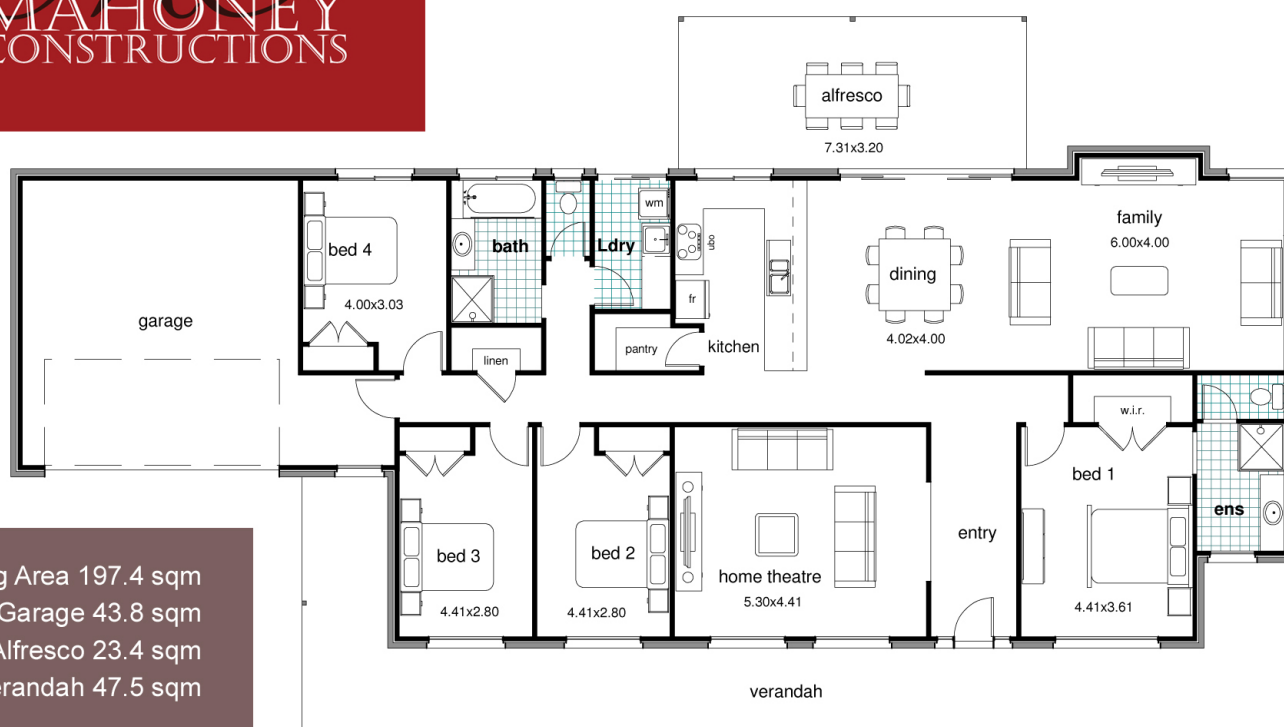 MAHONEY
CONSTRUCTIONS
alfresco
7.31x3.20
family
6.00x4.00
wm
bed 4
4.00x3.03
bath
Ldry
ubo
dining
4.02x4.00
fr
garage
linen
pantry
kitchen
w.i.r.
bed 1
4.41x3.61
ens
entry
bed 3
4.41x2.80
bed 2
4.41x2.80
home theatre
5.30x4.41
verandah
g Area 197.4 sqm
Garage 43.8 sqm
Alfresco 23.4 sqm
erandah 47.5 sqm